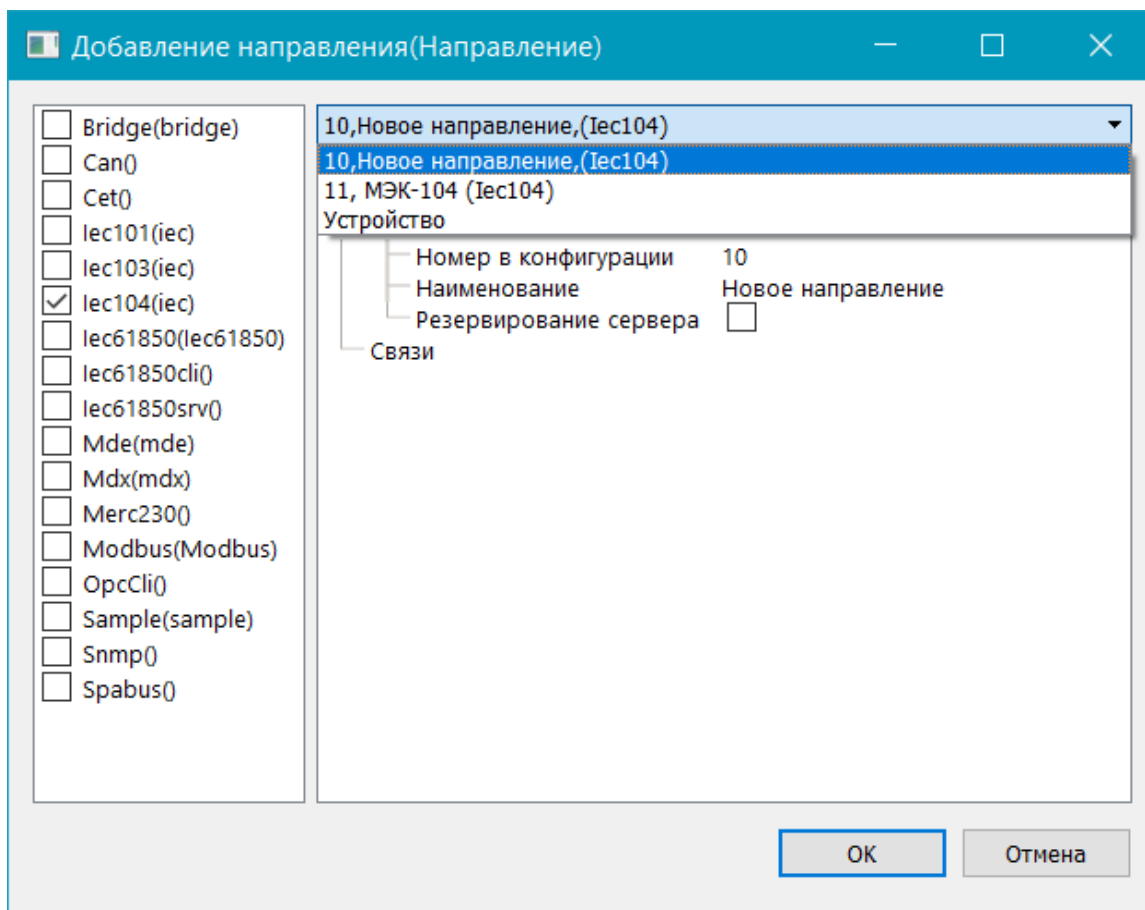 Добавление направления(Направление)
Bridge(bridge)
Can()
Cet()
Iec101(iec)
Iec103(iec)
Iec104(iec)
Iec61850(Iec61850)
Iec61850cli()
Iec61850srv()
Mde(mde)
Mdx(mdx)
Merc230()
Modbus(Modbus)
OpcCli()
Sample(sample)
Snmp()
Spabus()
10,Новое направление,(Iec104)
10,Новое направление,(Iec104)
11, МЭК-104 (Iec104)
Устройство
Номер в конфигурации 10
Наименование Новое направление
Резервирование сервера
Связи
OK Отмена